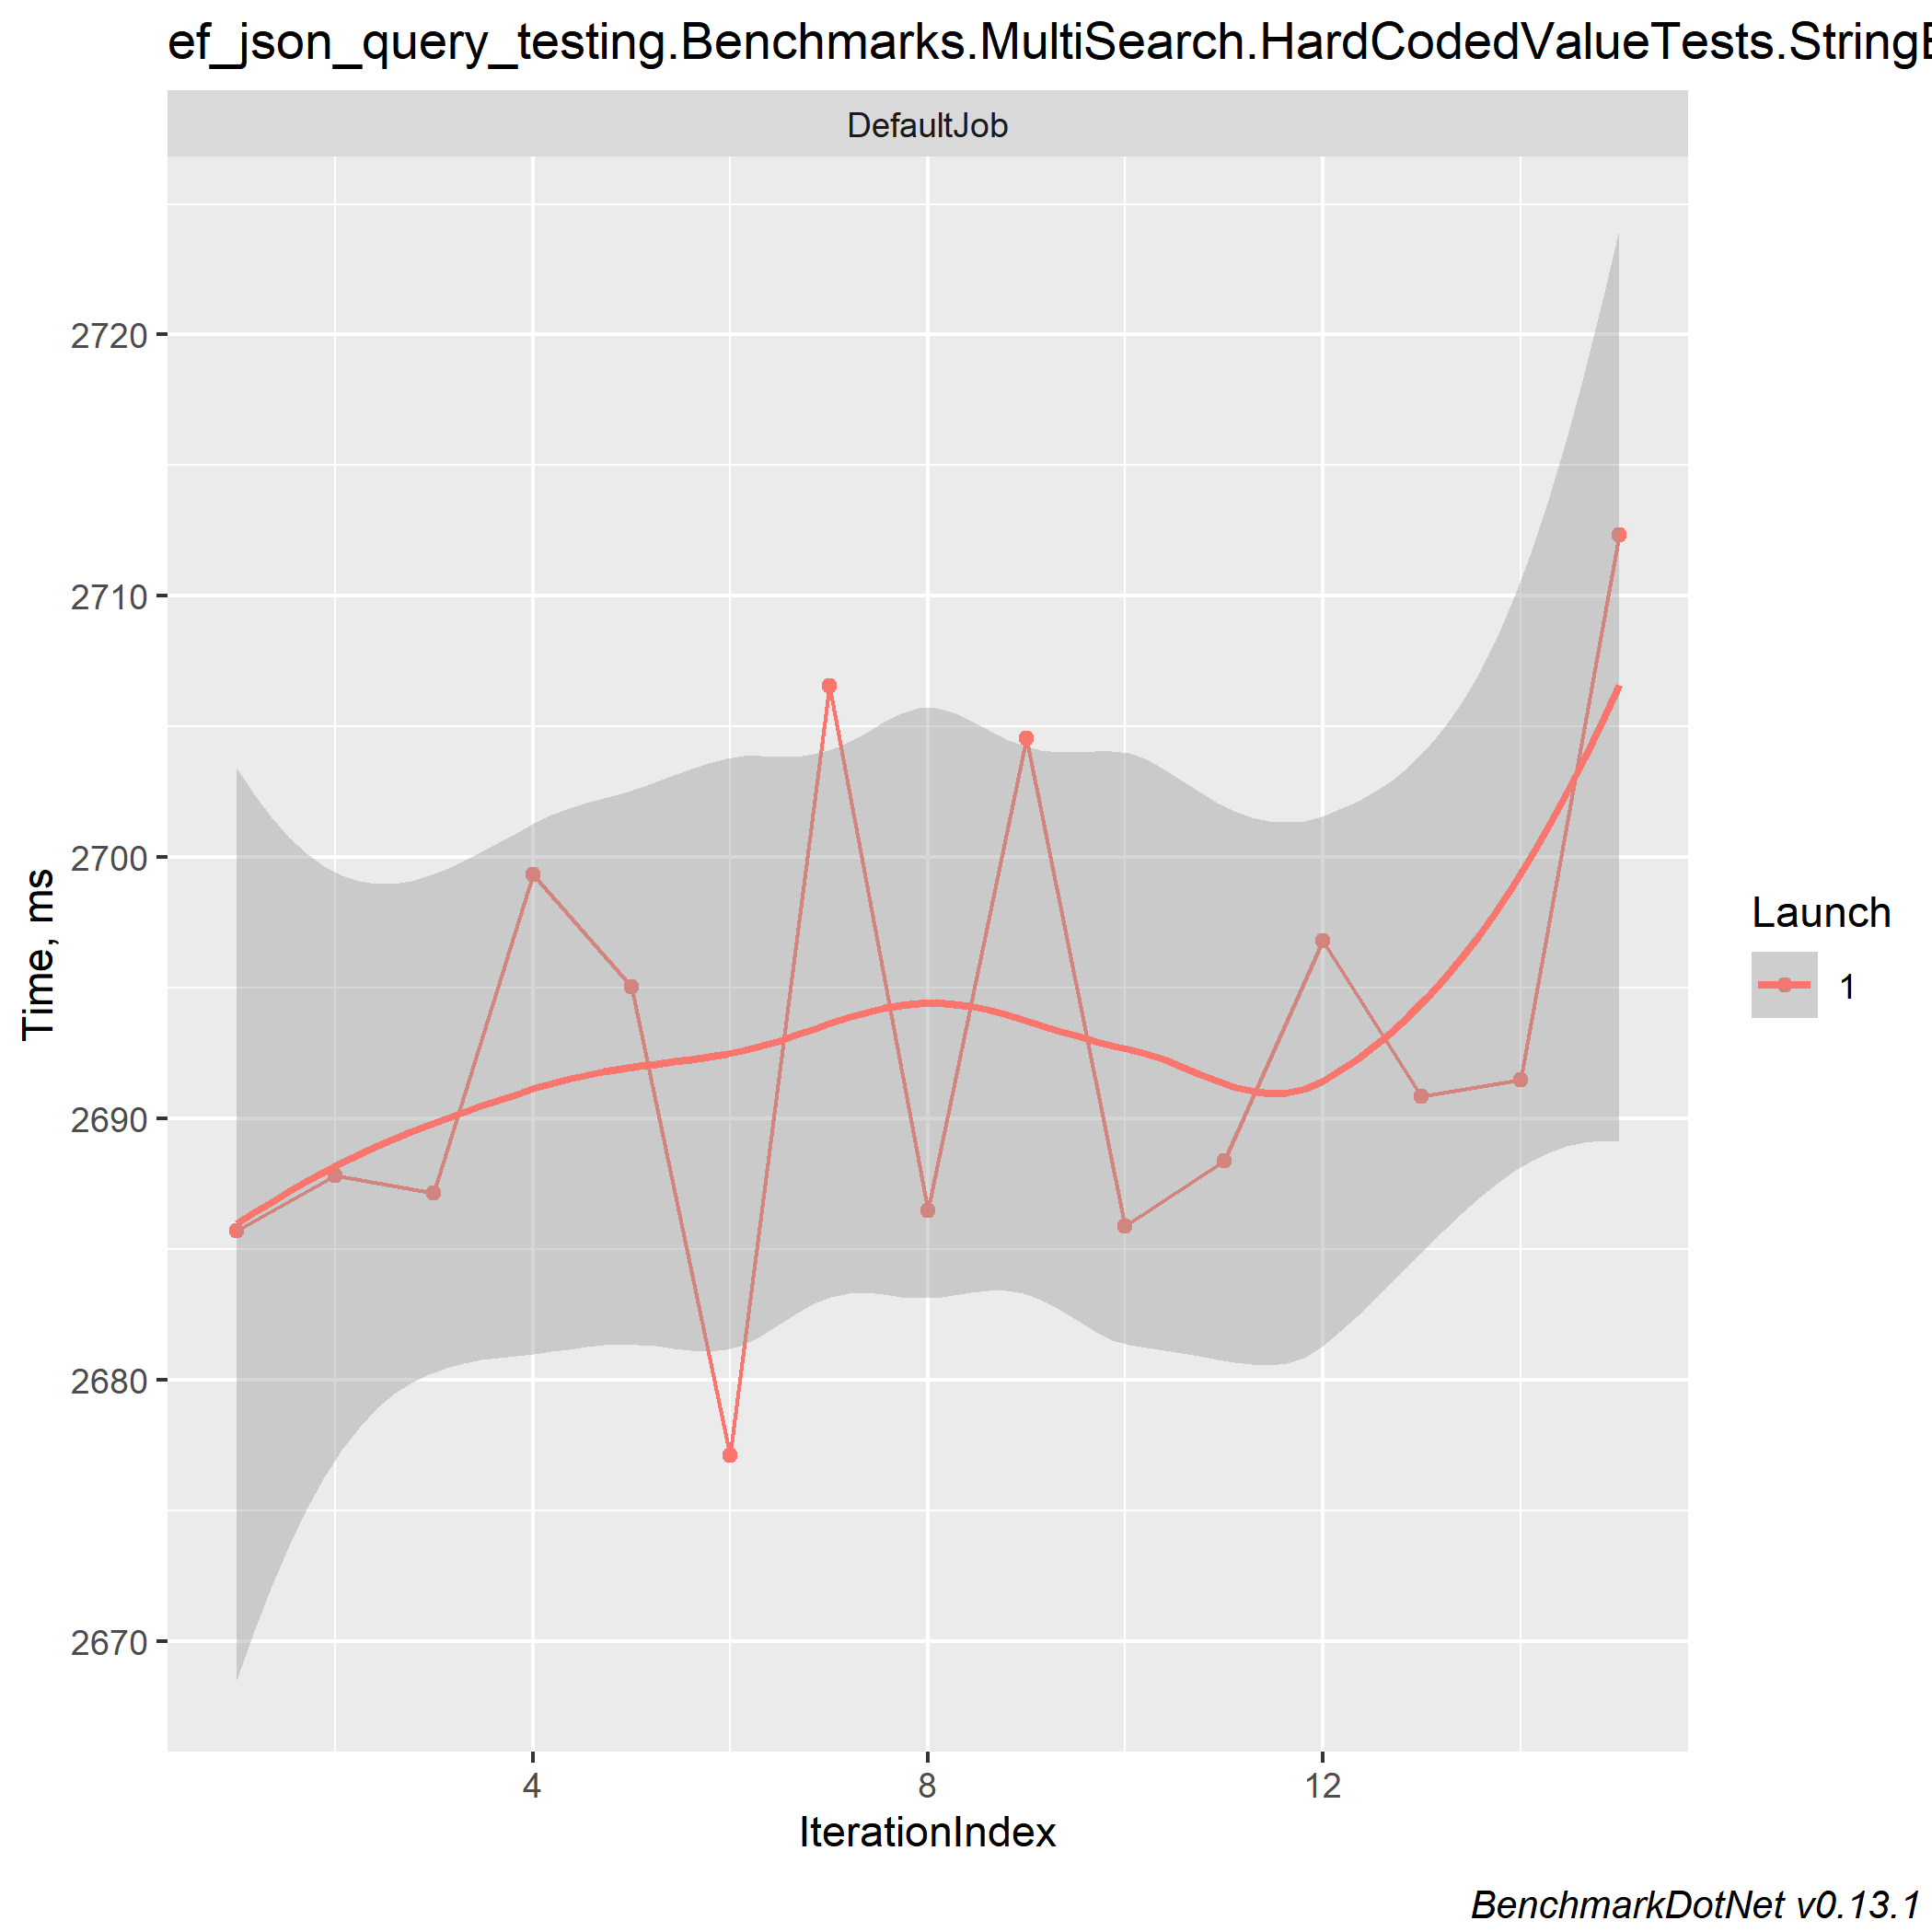 ef_json_query_testing.Benchmarks.MultiSearch.HardCodedValueTests.String
DefaultJob
2720
2710
2700
2690
2680
2670
Time, ms
4 8 12
IterationIndex
Launch
1
BenchmarkDotNet v0.13.1